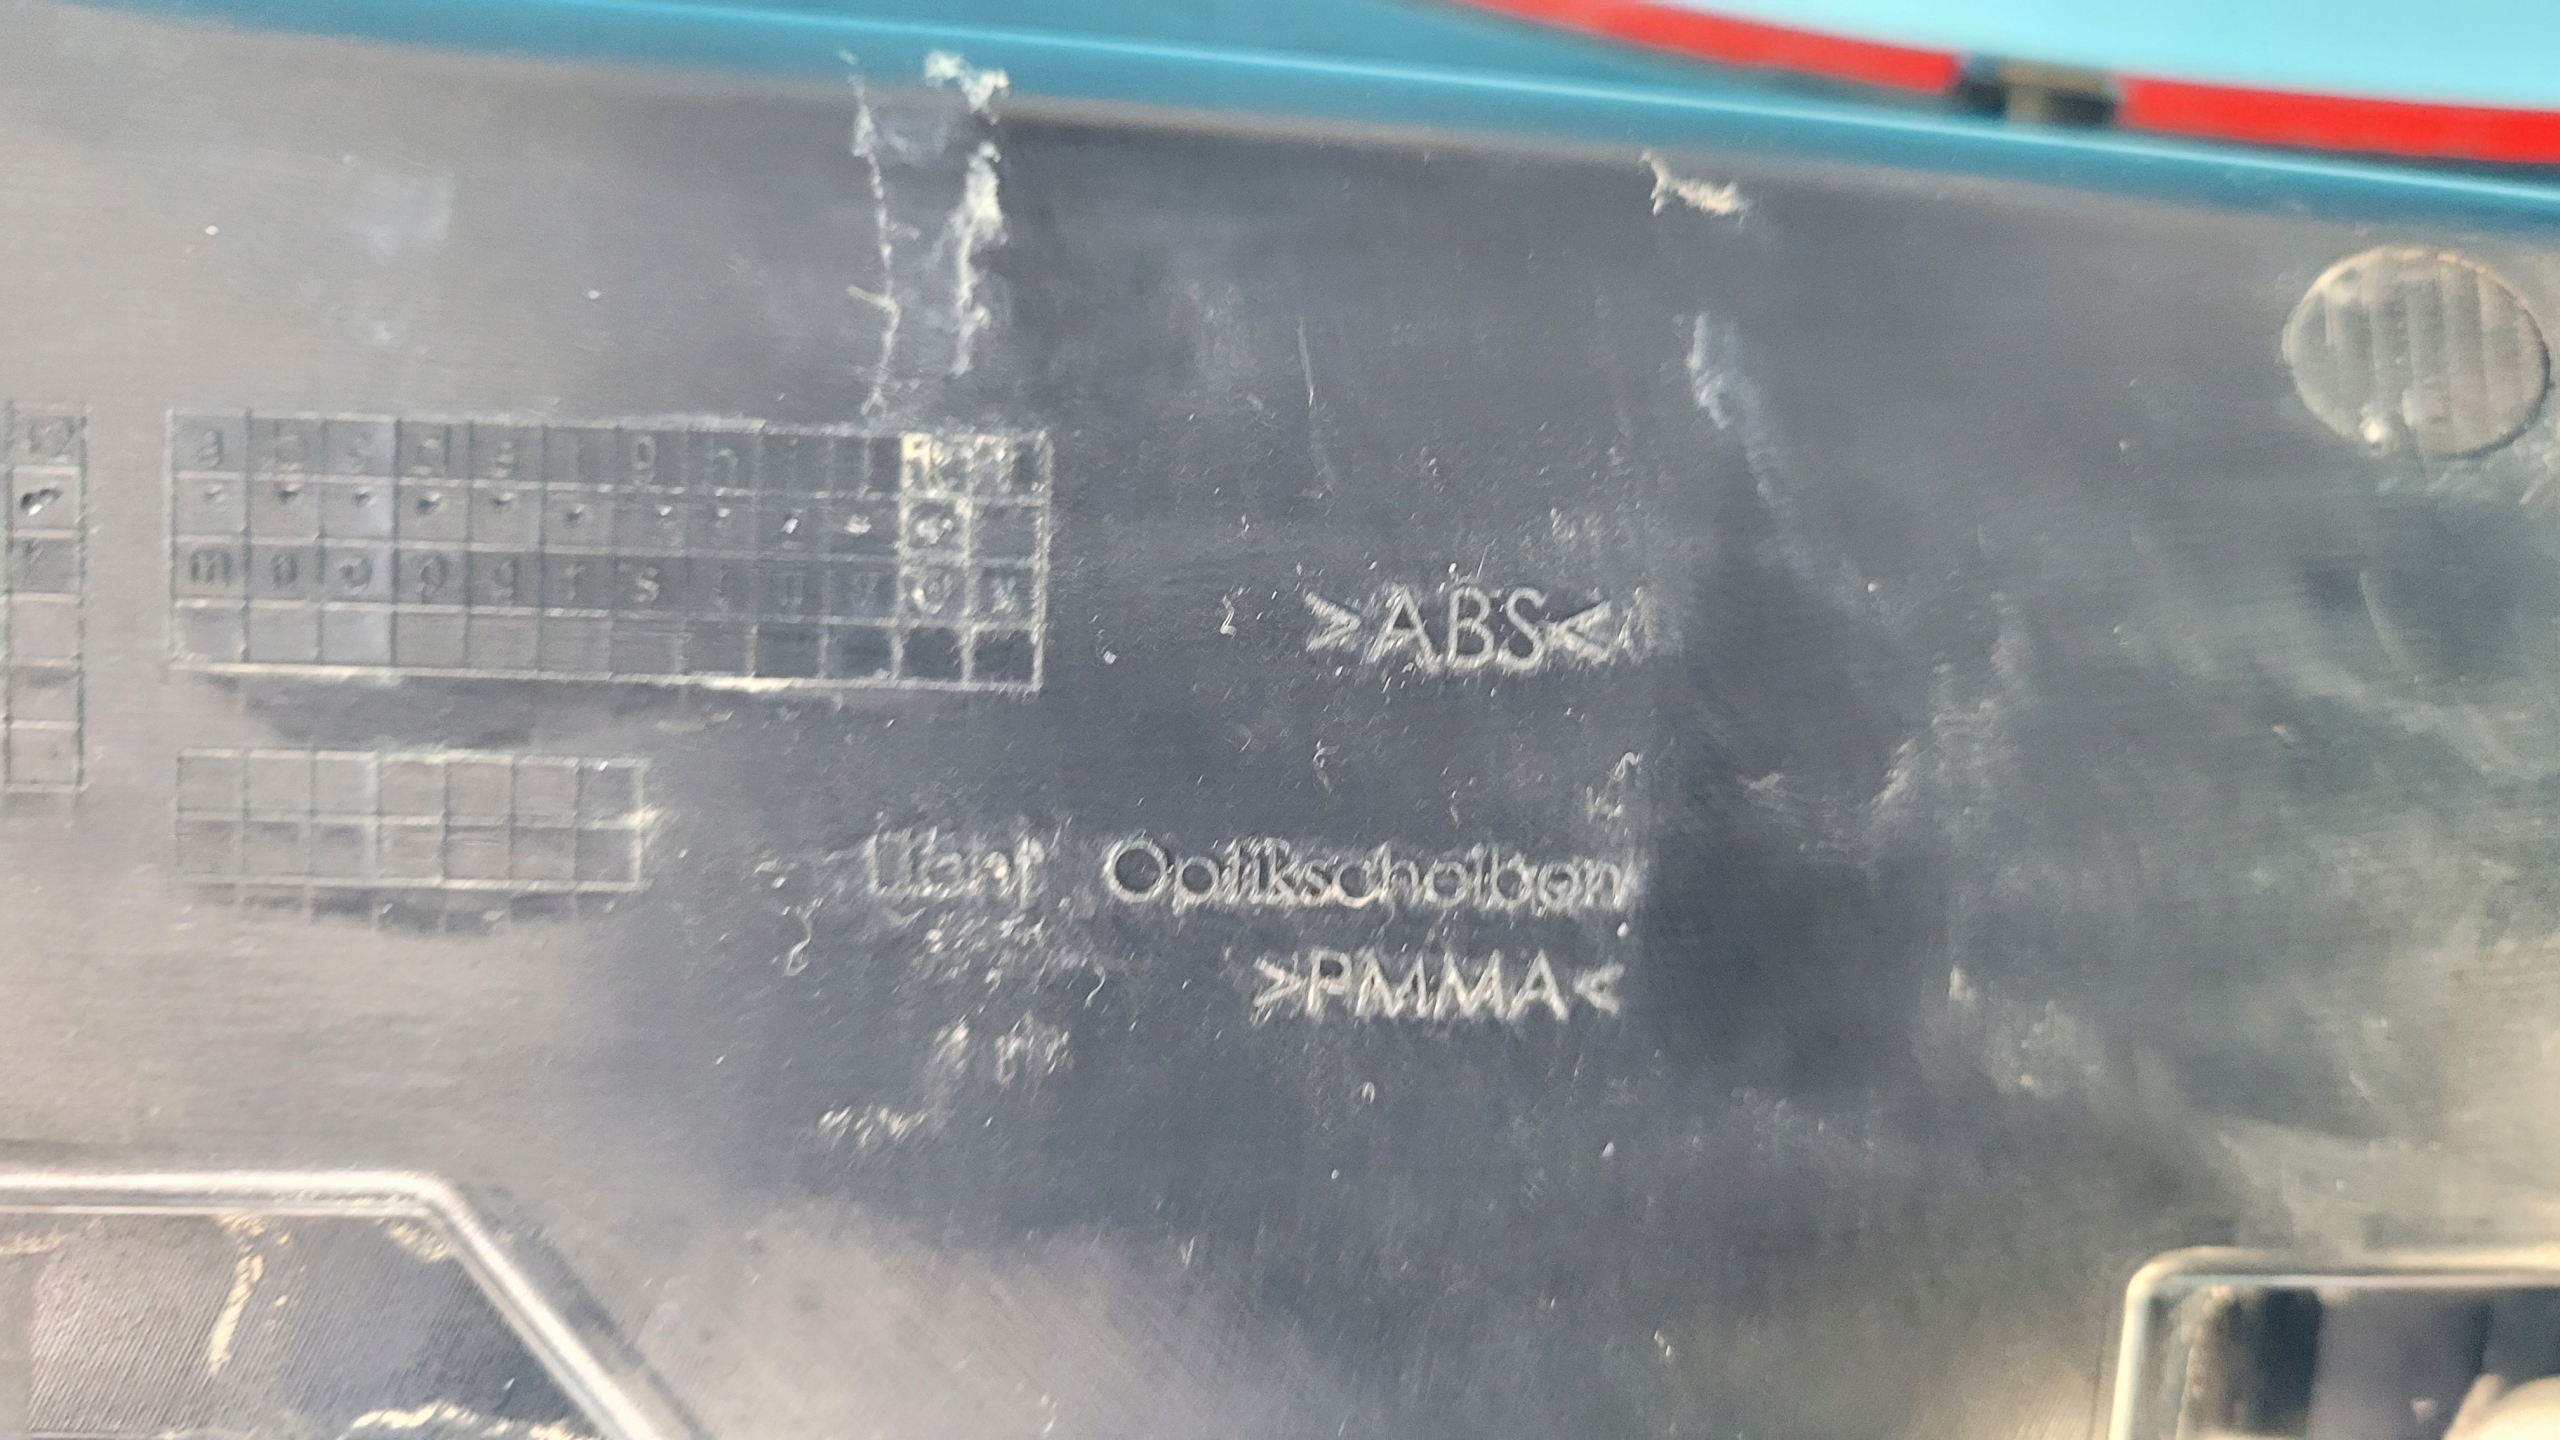 a b c d e f g h i j k l
m n o p q r s t u v w x
>ABS<
Optikscheiben
>PMMA<